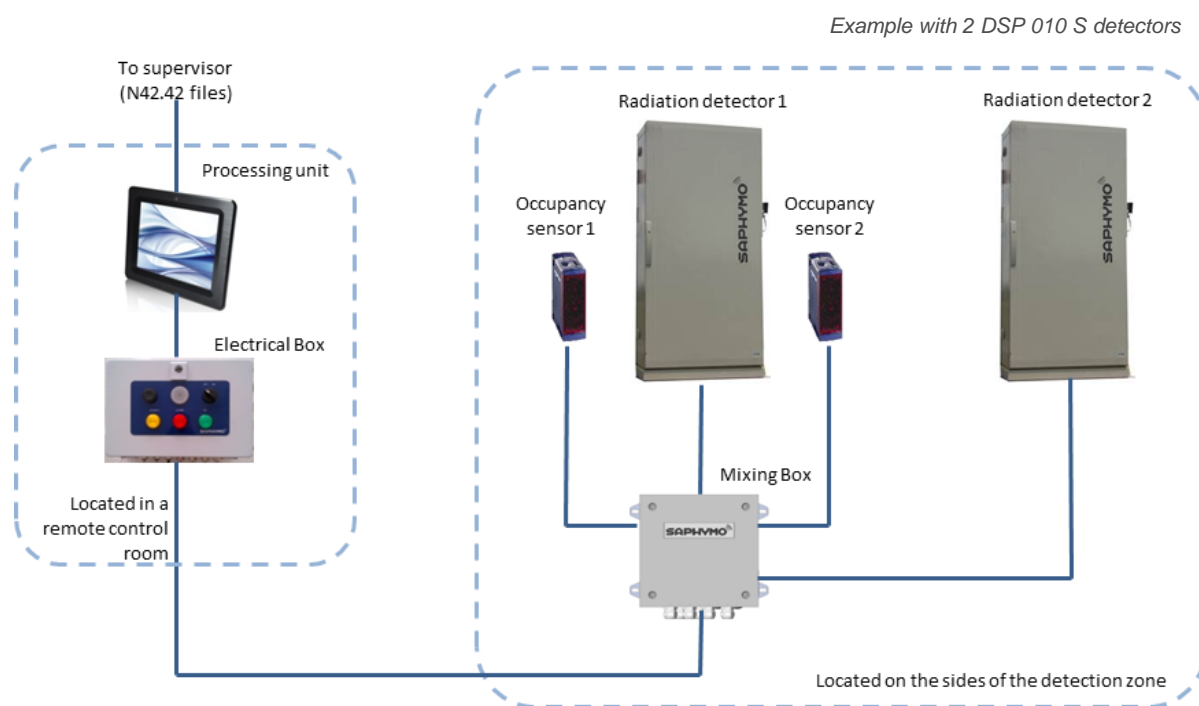 Example with 2 DSP 010 S detectors
To supervisor
(N42.42 files)
Processing unit
Electrical Box
Located in a
remote control
room
Radiation detector 1
Radiation detector 2
Occupancy
sensor 1
Occupancy
sensor 2
SAPHYMO
SAPHYMO
Mixing Box
SAPHYMO
Located on the sides of the detection zone